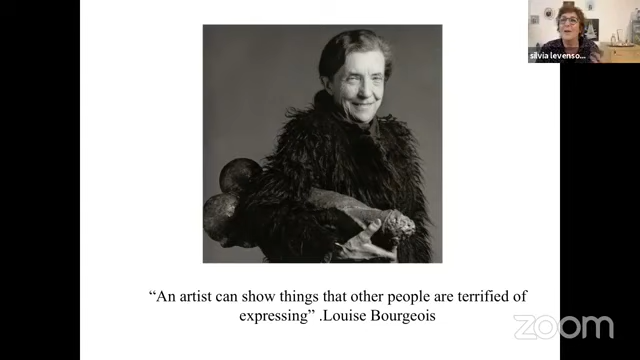 silvia levenso...
“An artist can show things that other people are terrified of
expressing” .Louise Bourgeois
zoom